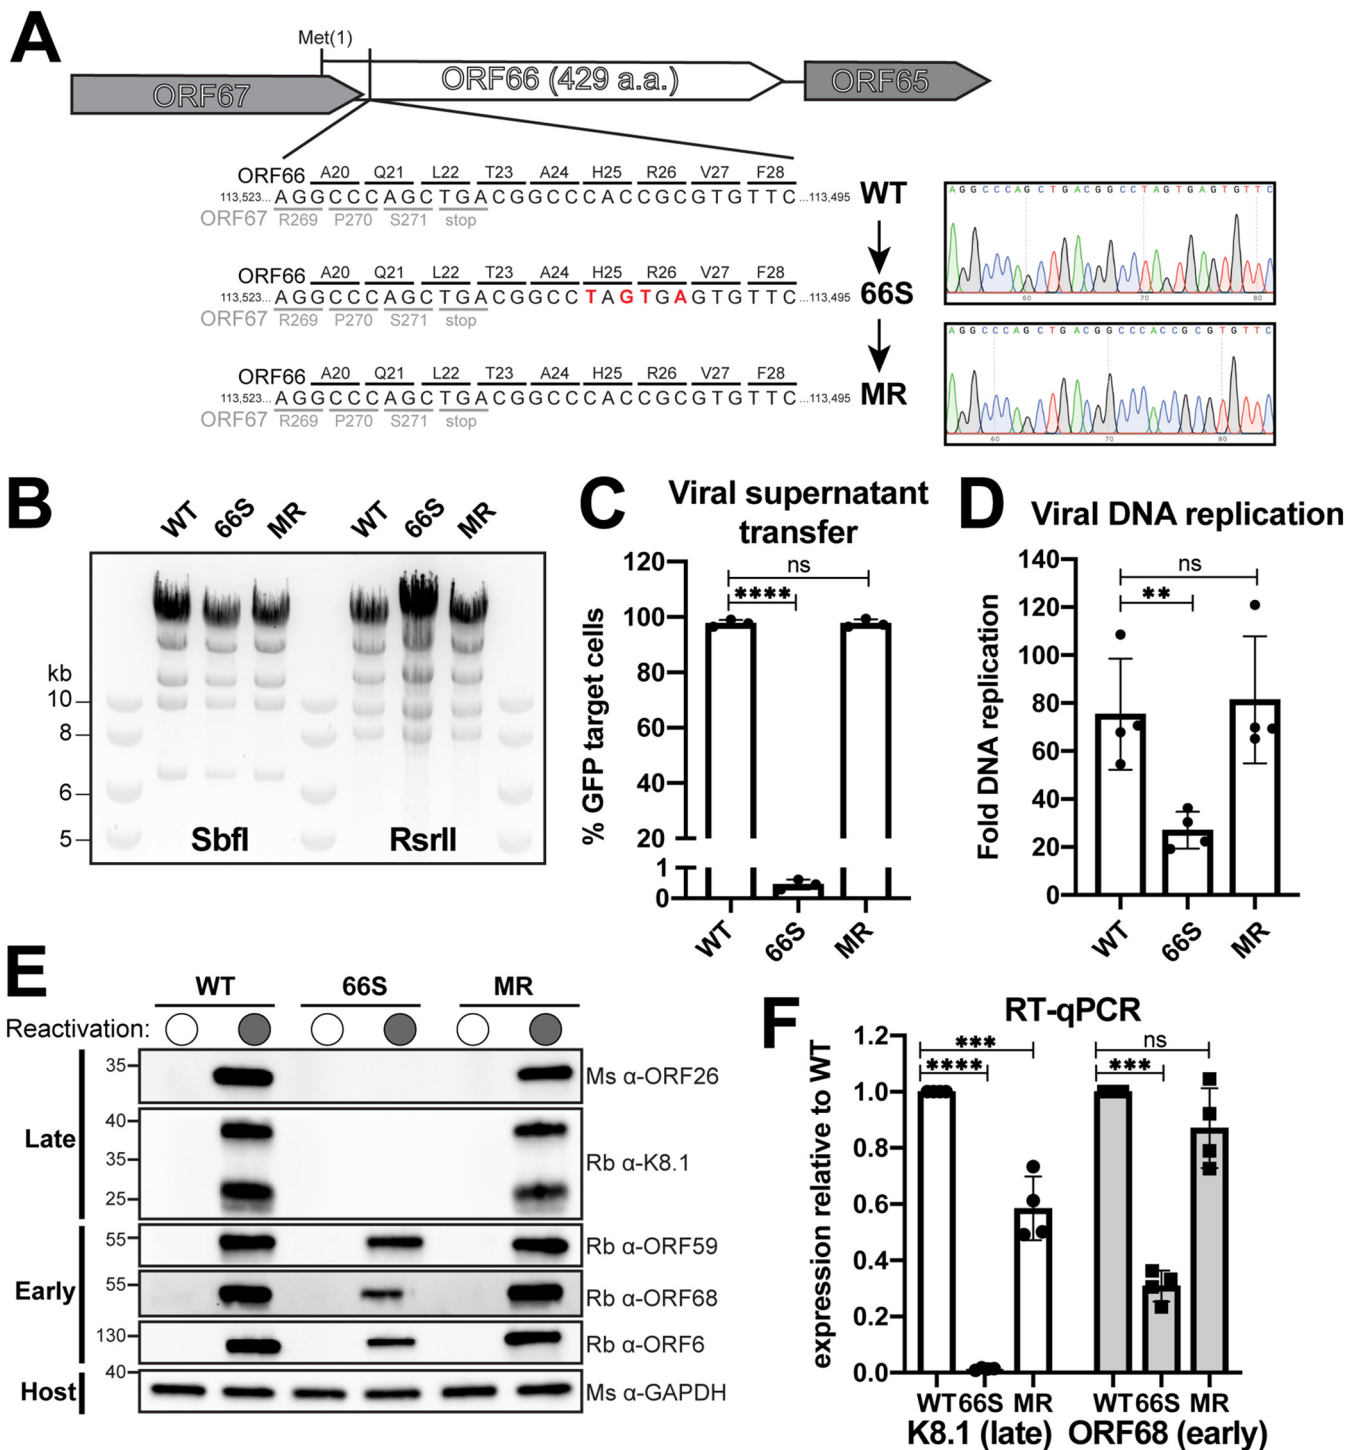 A
Met(1)
ORF67
ORF66 (429 a.a.)
ORF65
ORF66 A20 Q21 L22 T23 A24 H25 R26 V27 F28
113,523... AGGCCCAGCTGACGGCCCACCGCGTGTTC ...113,495 WT
ORF67 R269 P270 S271 stop
ORF66 A20 Q21 L22 T23 A24 H25 R26 V27 F28
113,523... AGGCCCAGCTGACGGCCTAGTGAGTGTTC ...113,495 66S
ORF67 R269 P270 S271 stop
ORF66 A20 Q21 L22 T23 A24 H25 R26 V27 F28
113,523... AGGCCCAGCTGACGGCCCACCGCGTGTTC ...113,495 MR
ORF67 R269 P270 S271 stop
AGGCCCAGCTGACGGCCTAGTGAGTGTTC
60 70 80
AGGCCCAGCTGACGGCCCACCGCGTGTTC
60 70 80
B
WT 66S MR WT 66S MR
kb
10
8
6
5
SbfI RsrII
C
Viral supernatant
transfer
% GFP target cells
120
100
80
60
40
20
1
0
ns
****
WT 66S MR
D
Viral DNA replication
Fold DNA replication
140
120
100
80
60
40
20
0
ns
**
WT 66S MR
E
WT 66S MR
Reactivation:
Late
35 Ms α-ORF26
40
35 Rb α-K8.1
25
Early
55 Rb α-ORF59
55 Rb α-ORF68
130 Rb α-ORF6
Host
40 Ms α-GAPDH
F
RT-qPCR
expression relative to WT
1.2
1.0
0.8
0.6
0.4
0.2
0.0
*** ns
**** ***
WT 66S MR WT 66S MR
K8.1 (late) ORF68 (early)